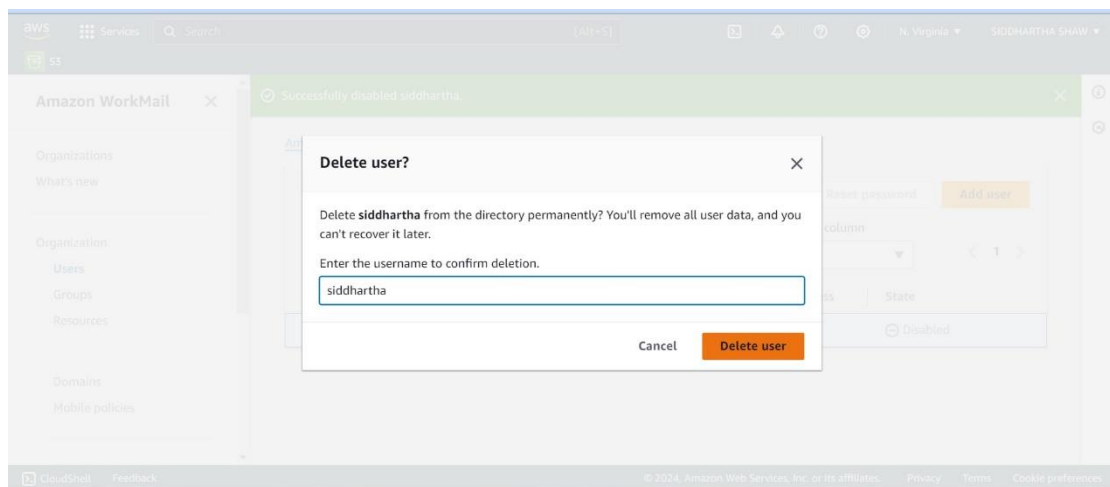 aws Services Search [Alt+S] N. Virginia SIDDHARTHA SHAW
S3
Amazon WorkMail
Successfully disabled siddhartha.
Organizations
What's new
Delete user?
Reset password Add user
Delete siddhartha from the directory permanently? You'll remove all user data, and you
can't recover it later.
column
Organization
Enter the username to confirm deletion.
1
Users
siddhartha
Groups
State
Resources
Disabled
Cancel Delete user
Domains
Mobile policies
CloudShell Feedback © 2024, Amazon Web Services, Inc. or its affiliates. Privacy Terms Cookie preferences